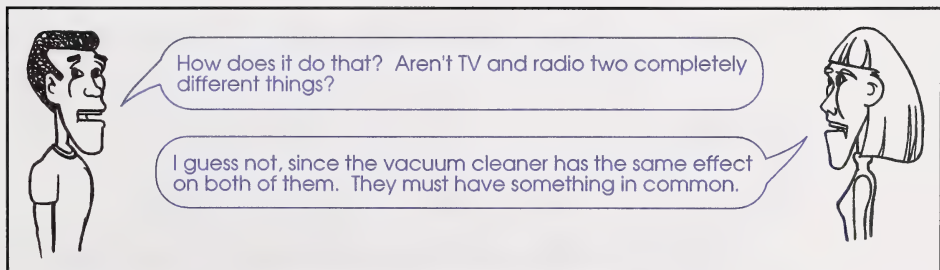 How does it do that?  Aren't TV and radio two completely
different things?
I guess not, since the vacuum cleaner has the same effect
on both of them.  They must have something in common.